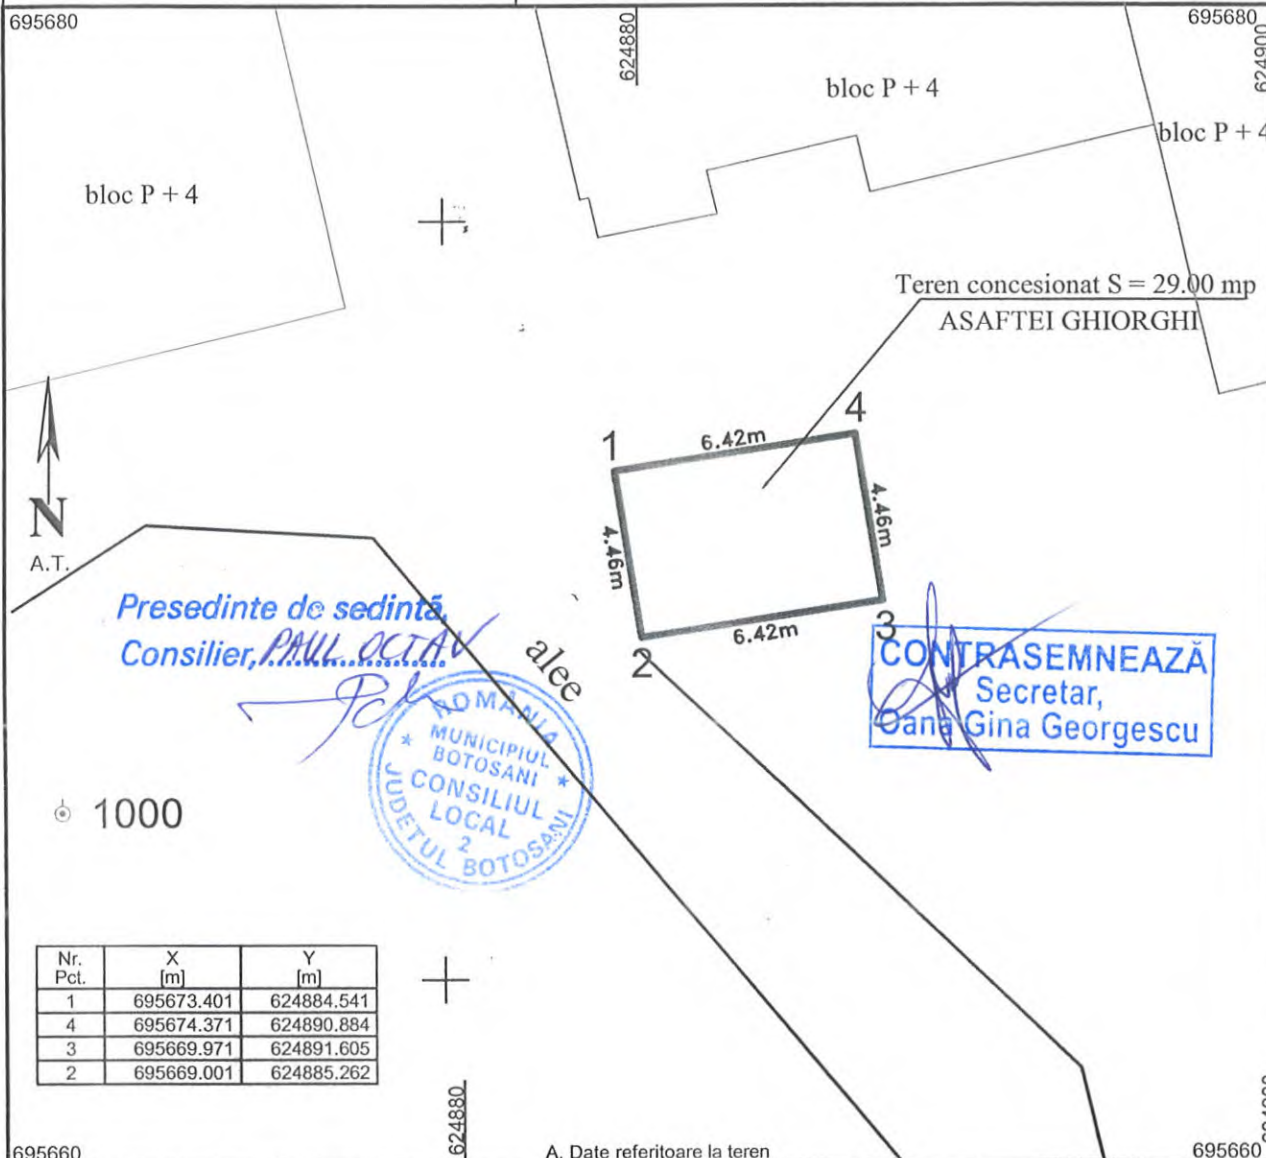 695680
624880
695680
624900
bloc P + 4
bloc P + 4
bloc P + 4
Teren concesionat S = 29.00 mp
ASAFTEI GHIORGHI
1
6.42m
4
4.46m
4.46m
6.42m
2
3
N
A.T.
Presedinte de sedintă,
Consilier, PAUL OCTAV
alee
ROMÂNIA
MUNICIPIUL
BOTOSANI
CONSILIUL
LOCAL
2
JUDETUL BOTOSANI
CONTRASEMNEAZĂ
Secretar,
Oana Gina Georgescu
1000
Nr. Pct. X [m] Y [m]
1 695673.401 624884.541
4 695674.371 624890.884
3 695669.971 624891.605
2 695669.001 624885.262
624880
695660
A. Date referitoare la teren
695660